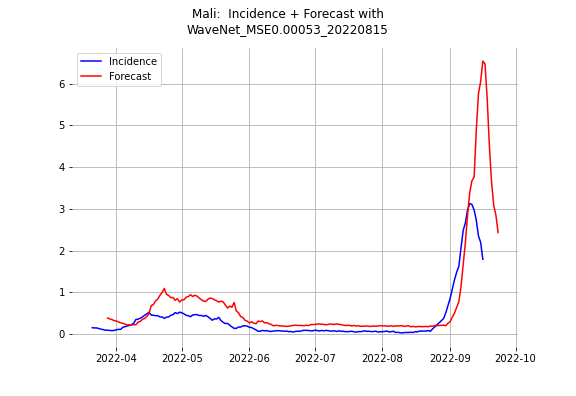 Mali:  Incidence + Forecast with
WaveNet_MSE0.00053_20220815
Incidence
Forecast
6
5
4
3
2
1
0
2022-04 2022-05 2022-06 2022-07 2022-08 2022-09 2022-10